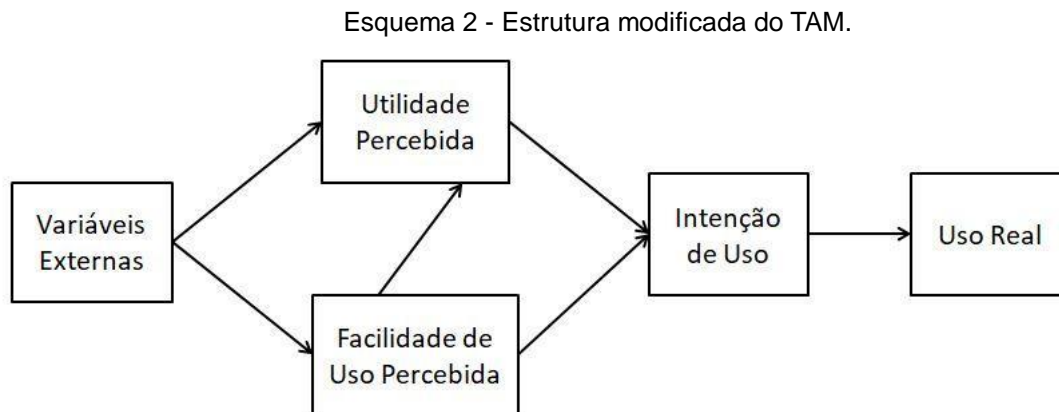 Esquema 2 - Estrutura modificada do TAM.
Utilidade
Percebida
Variáveis
Externas
Facilidade de
Uso Percebida
Intenção
de Uso
Uso Real